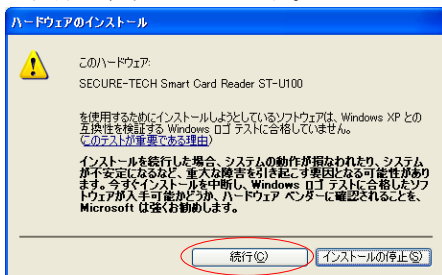 ハードウェアのインストール
このハードウェア:
SECURE-TECH Smart Card Reader ST-U100
を使用するためにインストールしようとしているソフトウェアは、Windows XP との
互換性を検証する Windows ロゴ テストに合格していません。
(このテストが重要である理由)
インストールを続行した場合、システムの動作が損なわれたり、システム
が不安定になるなど、重大な障害を引き起こす要因となる可能性があり
ます。今すぐインストールを中断し、Windows ロゴ テストに合格したソフ
トウェアが入手可能かどうか、ハードウェア ベンダーに確認されることを、
Microsoft は強くお勧めします。
続行(C) インストールの停止(S)